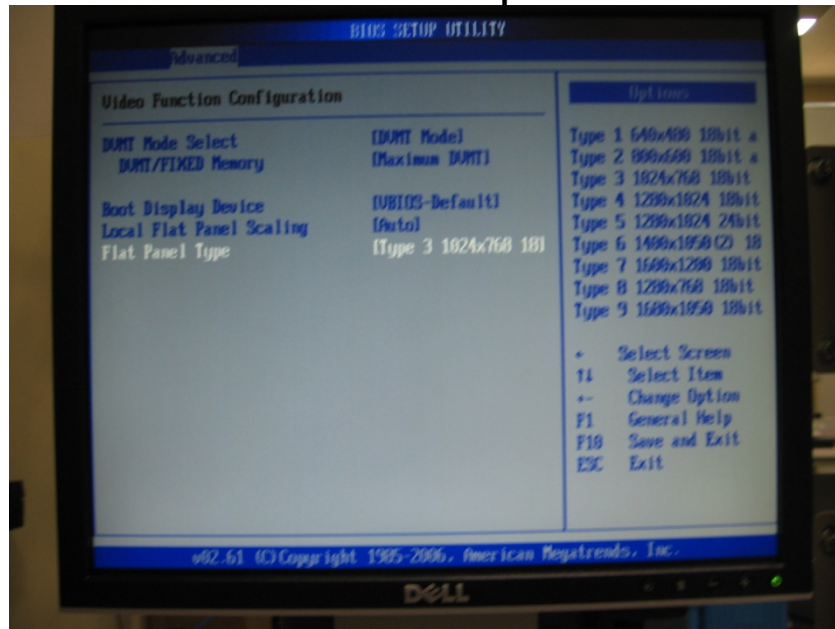 BIOS SETUP UTILITY
Advanced
Video Function Configuration
DVMT Mode Select [DVMT Mode]
DVMT/FIXED Memory [Maximum DVMT]
Boot Display Device [VBIOS-Default]
Local Flat Panel Scaling [Auto]
Flat Panel Type [Type 3 1024x768 18]
Options
Type 1 640x480 18bit a
Type 2 800x600 18bit a
Type 3 1024x768 18bit
Type 4 1280x1024 18bit
Type 5 1280x1024 24bit
Type 6 1400x1050(2) 18
Type 7 1600x1200 18bit
Type 8 1280x768 18bit
Type 9 1680x1050 18bit
← Select Screen
↑↓ Select Item
+- Change Option
F1 General Help
F10 Save and Exit
ESC Exit
v02.61 (C)Copyright 1985-2006, American Megatrends, Inc.
DELL